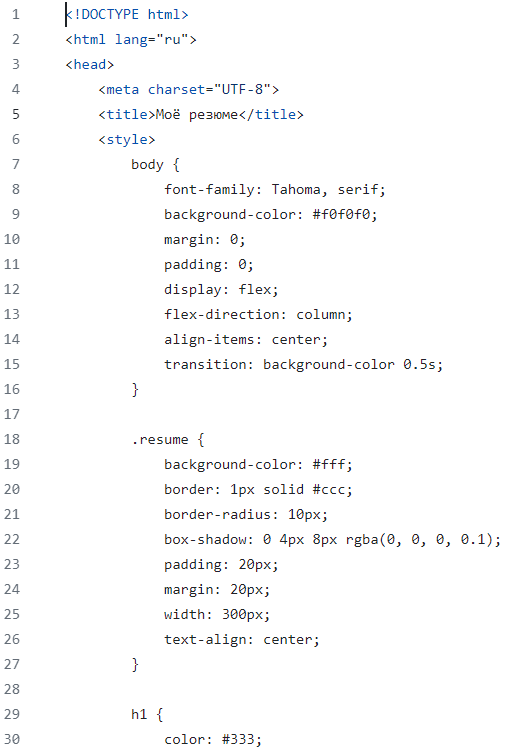 1 <!DOCTYPE html>
2 <html lang="ru">
3 <head>
4     <meta charset="UTF-8">
5     <title>Моё резюме</title>
6     <style>
7         body {
8             font-family: Tahoma, serif;
9             background-color: #f0f0f0;
10             margin: 0;
11             padding: 0;
12             display: flex;
13             flex-direction: column;
14             align-items: center;
15             transition: background-color 0.5s;
16         }
17
18         .resume {
19             background-color: #fff;
20             border: 1px solid #ccc;
21             border-radius: 10px;
22             box-shadow: 0 4px 8px rgba(0, 0, 0, 0.1);
23             padding: 20px;
24             margin: 20px;
25             width: 300px;
26             text-align: center;
27         }
28
29         h1 {
30             color: #333;